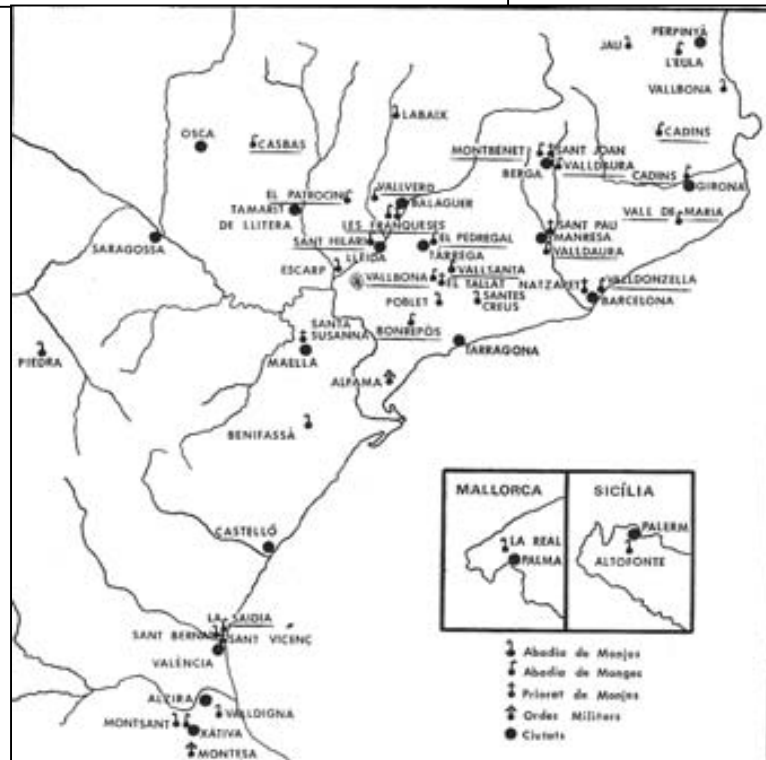 PERPINYÀ
JAU
L'EULA
VALLBONA
LABAIX
OSCA
CASBAS
CADINS
MONTBENET
SANT JOAN
BERGA
VALLDAURA
CADINS
GIRONA
EL PATROCINI
VALLVERD
BALAGUER
TAMARIT
DE LLITERA
LES FRANQUESES
VALL DE MARIA
SARAGOSSA
SANT HILARI
LLEIDA
EL PEDREGAL
TÀRREGA
SANT PAU
MANRESA
VALLDAURA
ESCARP
VALLBONA
VALLSANTA
EL TALLAT
NATZARET
VALLDONZELLA
BARCELONA
POBLET
SANTES
CREUS
BONREPÒS
TARRAGONA
SANTA
SUSANNA
MAELLA
PIEDRA
ALFAMA
BENIFASSÀ
CASTELLÓ
MALLORCA
LA REAL
PALMA
SICÍLIA
PALERM
ALTOFONTE
LA SAIDIA
SANT BERNAT
SANT VICENÇ
VALÈNCIA
ALZIRA
VALLDIGNA
MONTSANT
XÀTIVA
MONTESA
Abadia de Monjos
Abadia de Monges
Priorat de Monjos
Ordes Militars
Ciutats